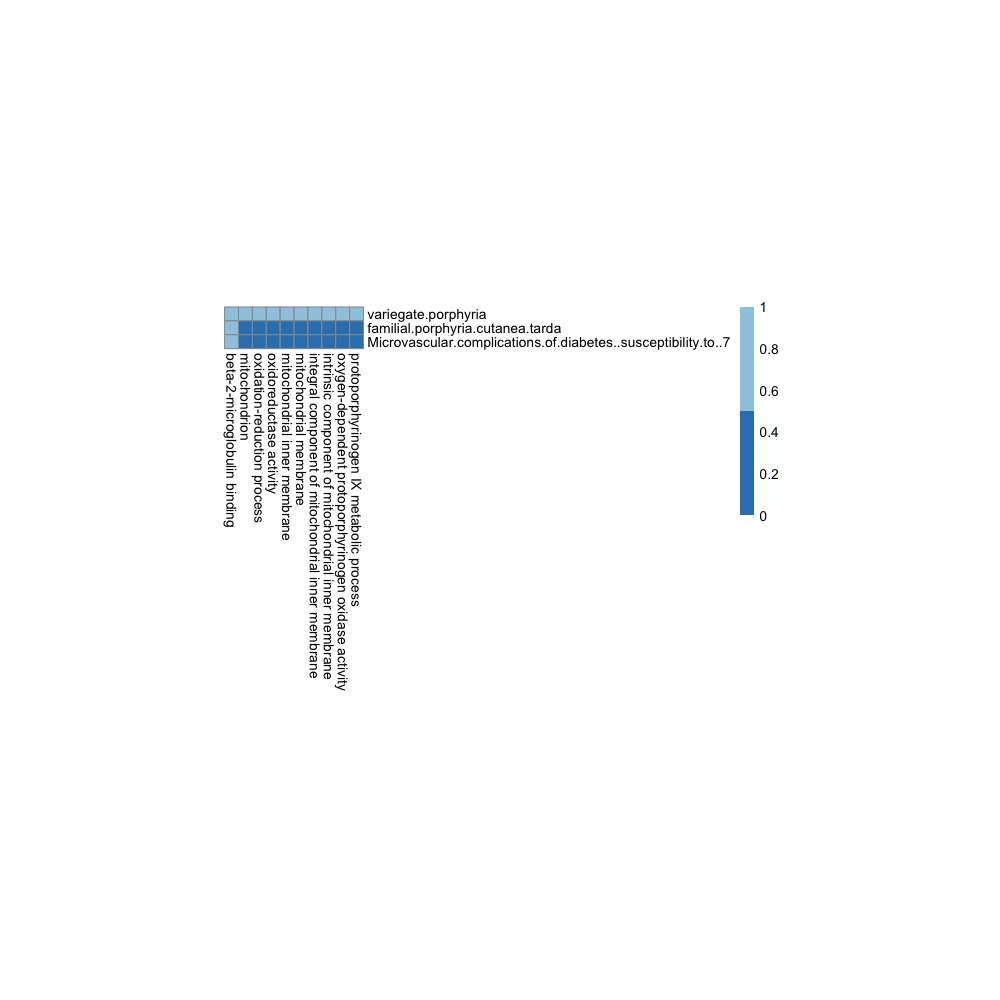 variegate.porphyria
familial.porphyria.cutanea.tarda
Microvascular.complications.of.diabetes..susceptibility.to..7
beta-2-microglobulin binding
mitochondrion
oxidation-reduction process
oxidoreductase activity
mitochondrial inner membrane
mitochondrial membrane
integral component of mitochondrial inner membrane
intrinsic component of mitochondrial inner membrane
oxygen-dependent protoporphyrinogen oxidase activity
protoporphyrinogen IX metabolic process
1
0.8
0.6
0.4
0.2
0